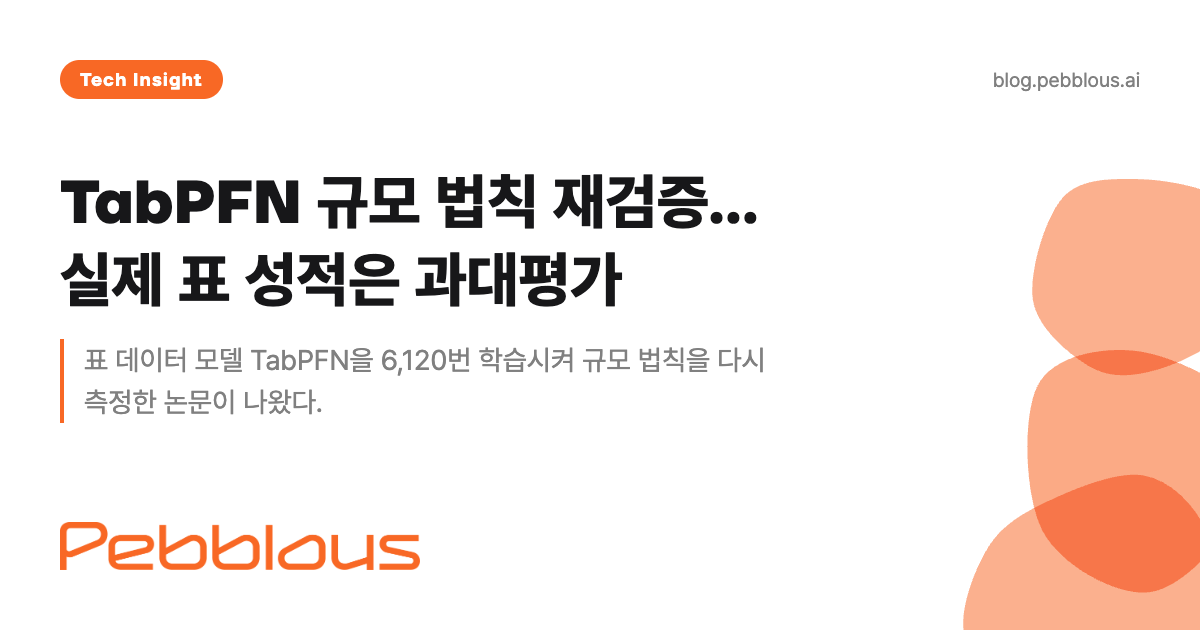 Tech Insight
blog.pebblous.ai
TabPFN 규모 법칙 재검증...
실제 표 성적은 과대평가
표 데이터 모델 TabPFN을 6,120번 학습시켜 규모 법칙을 다시
측정한 논문이 나왔다.
Pebblous